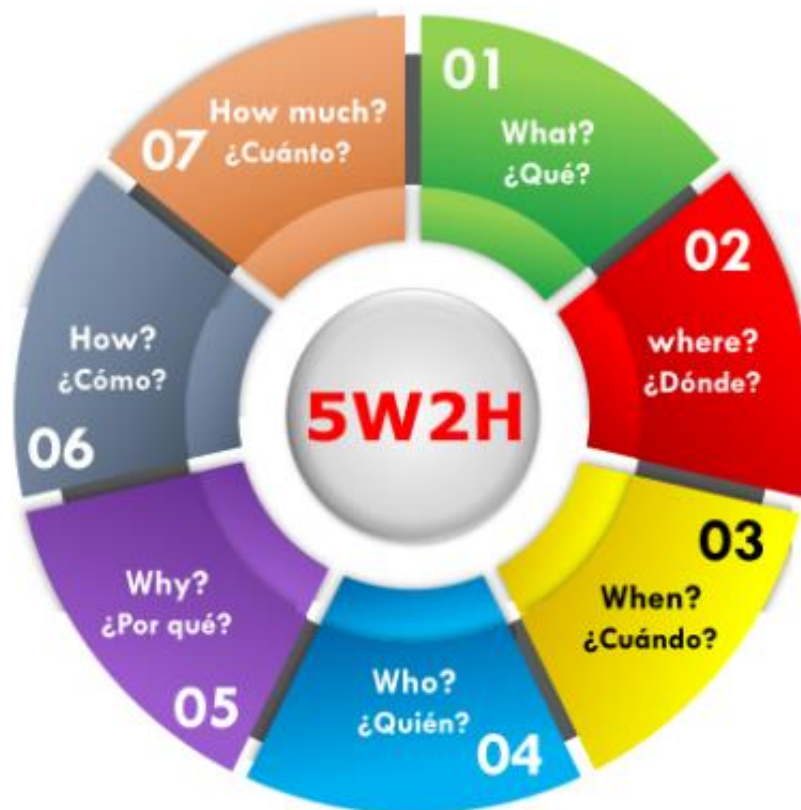 01
What?
¿Qué?
02
where?
¿Dónde?
03
When?
¿Cuándo?
Who?
¿Quién?
04
Why?
¿Por qué?
05
How?
¿Cómo?
06
How much?
07
¿Cuánto?
5W2H